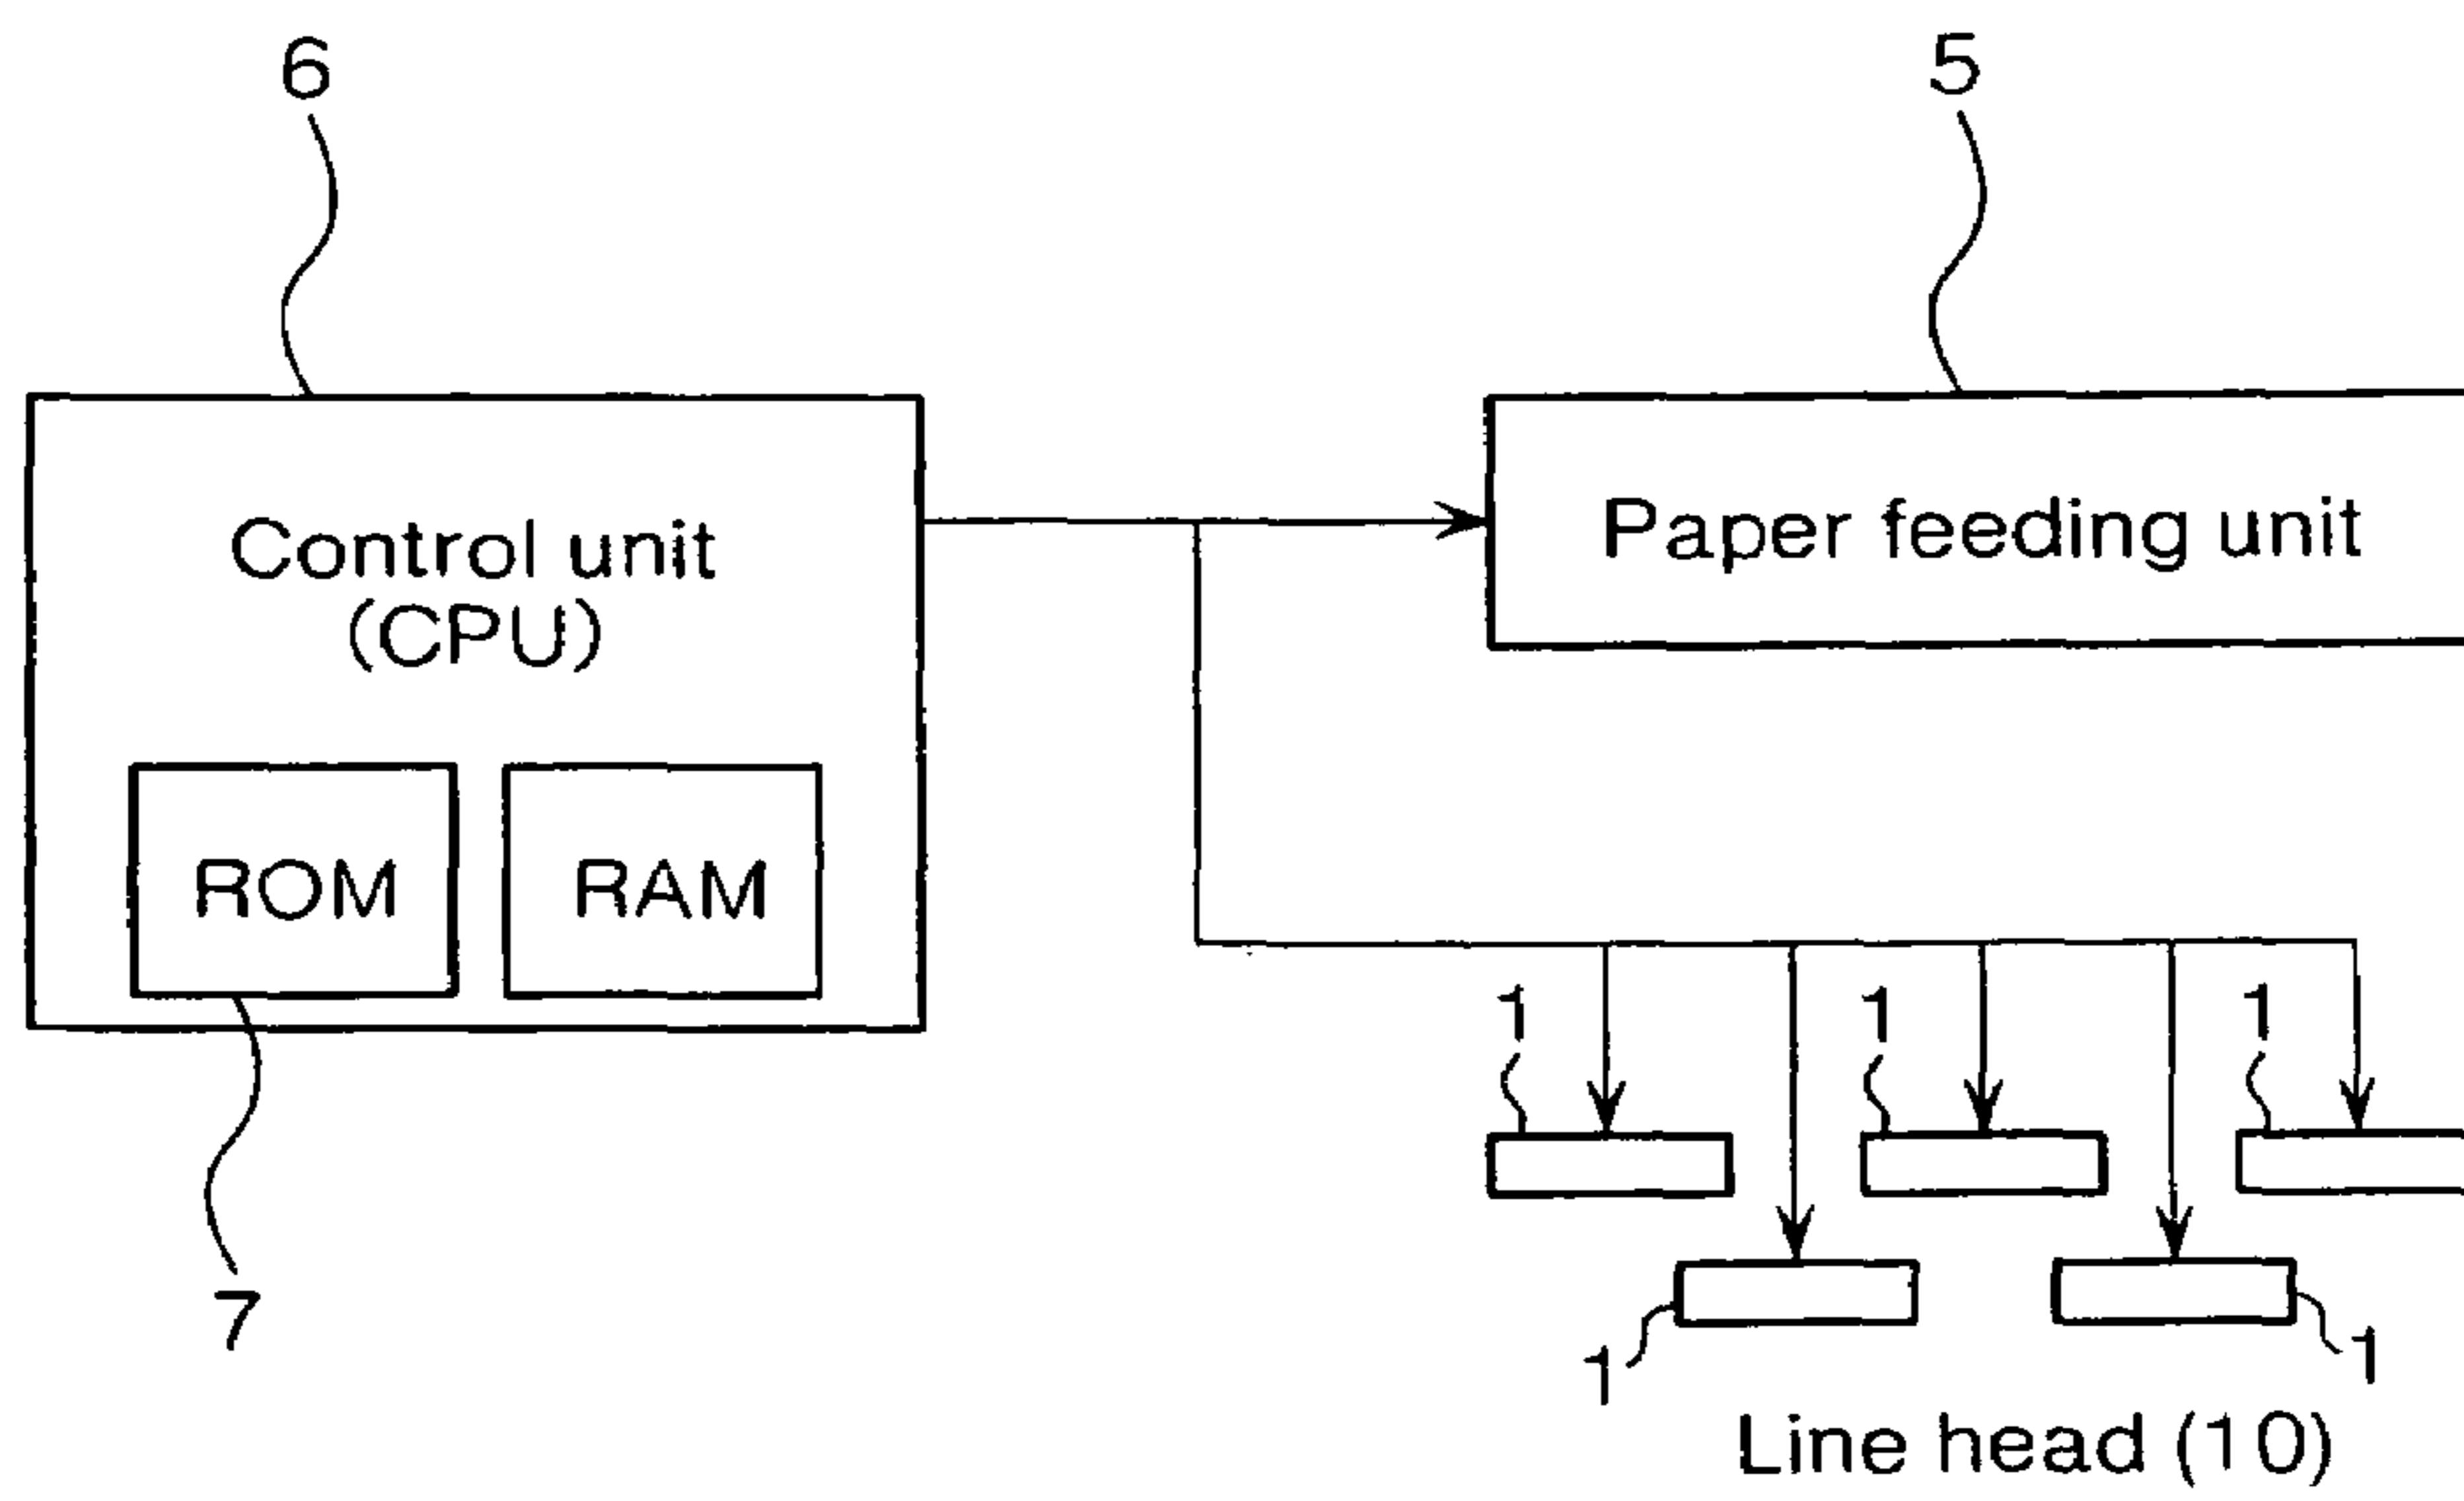 6
5
Control unit
(CPU)
Paper feeding unit
ROM
RAM
1
1
1
7
1
1
Line head (10)